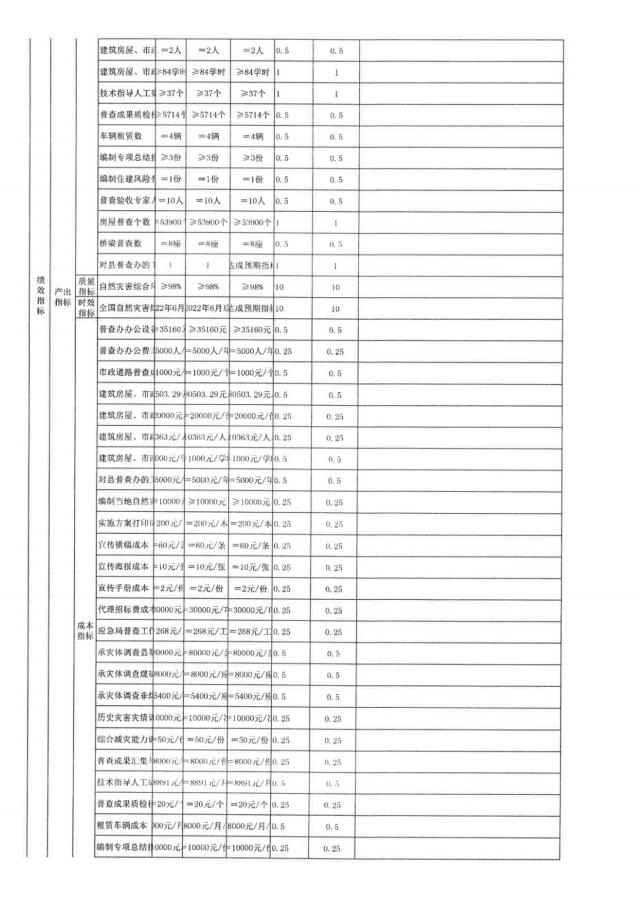 建筑房屋、市政 =2人 =2人 =2人 0.5 0.5
建筑房屋、市政 ≥84学时 ≥84学时 ≥84学时 1 1
技术指导人工 ≥37个 ≥37个 ≥37个 1 1
普查成果质检 ≥5714个 ≥5714个 ≥5714个 0.5 0.5
车辆租赁数 =4辆 =4辆 =4辆 0.5 0.5
编制专项总结报 ≥3份 ≥3份 ≥3份 0.5 0.5
编制住建风险 =1份 =1份 =1份 0.5 0.5
普查验收专家人 =10人 =10人 =10人 0.5 0.5
房屋普查个数 ≥53900个 ≥53900个 ≥53900个 1 1
桥梁普查数 =8座 =8座 =8座 0.5 0.5
对县普查办的 1 1 达成预期指标 1 1
绩效指标 产出指标
质量指标 自然灾害综合 ≥98% ≥98% ≥98% 10 10
时效指标 全国自然灾害综 22年6月 2022年6月 达成预期指标 10 10
成本指标
普查办办公设备 =35160元 ≥35160元 ≥35160元 0.5 0.5
普查办办公费 5000人/ =5000人/年 =5000人/年 0.25 0.25
市政道路普查 1000元/ =1000元/个 =1000元/个 0.5 0.5
建筑房屋、市政 503.29元 0503.29元 0503.29元 0.5 0.5
建筑房屋、市政 0000元 =20000元/ =20000元/ 0.25 0.25
建筑房屋、市政 363元/人 0363元/人 10363元/人 0.25 0.25
建筑房屋、市政 000元/学 1000元/学 =1000元/学 0.5 0.5
对县普查办的 5000元/ =5000元/年 =5000元/年 0.5 0.5
编制当地自然 =10000元 ≥10000元 ≥10000元 0.25 0.25
实施方案打印 200元/ =200元/本 =200元/本 0.25 0.25
宣传横幅成本 =60元/条 =60元/条 =60元/条 0.25 0.25
宣传海报成本 =10元/张 =10元/张 =10元/张 0.25 0.25
宣传手册成本 =2元/份 =2元/份 =2元/份 0.25 0.25
代理招标费成本 0000元 =30000元/ =30000元/ 0.25 0.25
应急局普查工作 268元/ =268元/工 =268元/工 0.25 0.25
承灾体调查县 0000元 =80000元/ =80000元/ 0.5 0.5
承灾体调查煤 8000元/ =8000元/座 =8000元/座 0.5 0.5
承灾体调查非煤 5400元/ =5400元/座 =5400元/座 0.5 0.5
历史灾害灾情 0000元 =10000元/ =10000元/ 0.25 0.25
综合减灾能力调 =50元/份 =50元/份 =50元/份 0.25 0.25
普查成果汇集 8000元/ =8000元/份 =8000元/份 0.25 0.25
技术指导人工成 8891元/ =8891元/月 =8891元/月 0.5 0.5
普查成果质检 =20元/个 =20元/个 =20元/个 0.25 0.25
租赁车辆成本 000元/月 8000元/月 8000元/月 0.5 0.5
编制专项总结报 0000元 =10000元/份 =10000元/份 0.25 0.25